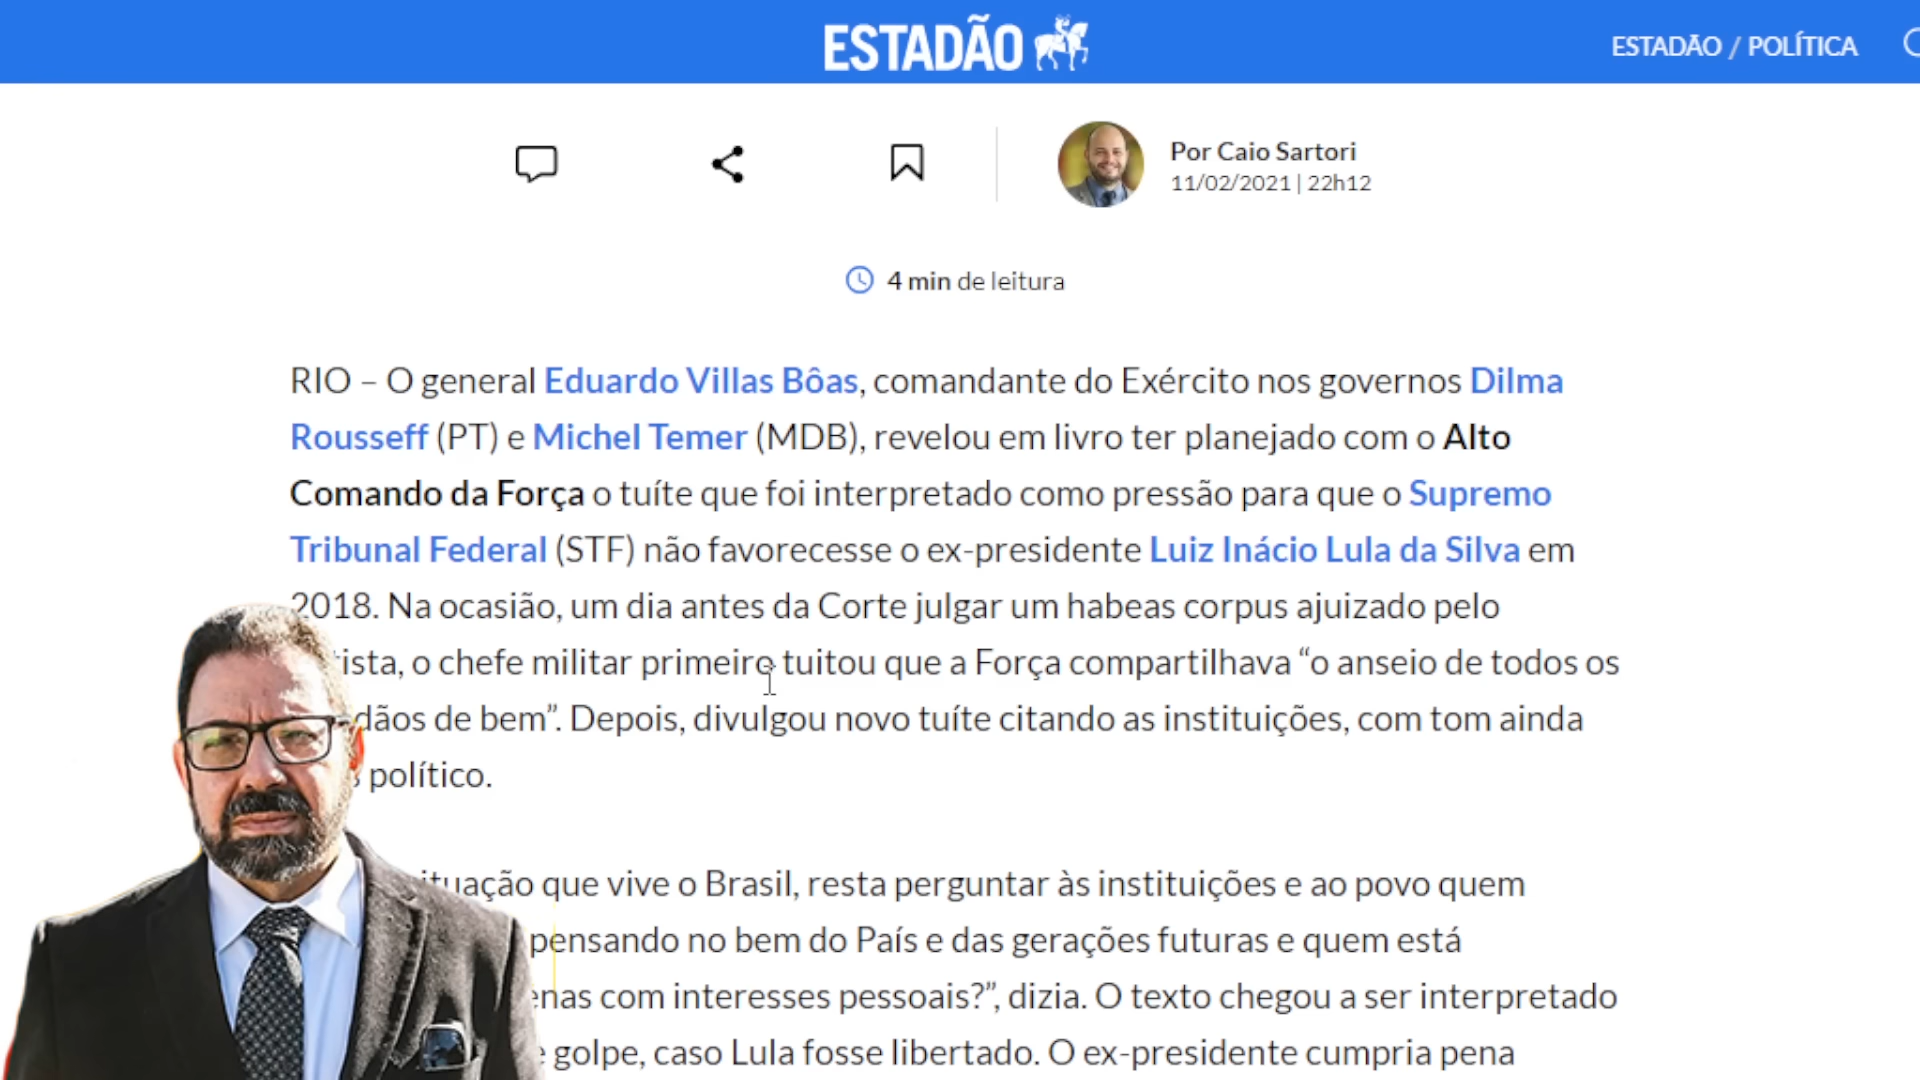 ESTADÃO
ESTADÃO / POLÍTICA
Por Caio Sartori
11/02/2021 | 22h12
4 min de leitura
RIO – O general Eduardo Villas Bôas, comandante do Exército nos governos Dilma
Rousseff (PT) e Michel Temer (MDB), revelou em livro ter planejado com o Alto
Comando da Força o tuíte que foi interpretado como pressão para que o Supremo
Tribunal Federal (STF) não favorecesse o ex-presidente Luiz Inácio Lula da Silva em
2018. Na ocasião, um dia antes da Corte julgar um habeas corpus ajuizado pelo
o chefe militar primeiro tuitou que a Força compartilhava “o anseio de todos os
de bem”. Depois, divulgou novo tuíte citando as instituições, com tom ainda
político.
que vive o Brasil, resta perguntar às instituições e ao povo quem
pensando no bem do País e das gerações futuras e quem está
com interesses pessoais?”, dizia. O texto chegou a ser interpretado
golpe, caso Lula fosse libertado. O ex-presidente cumpria pena